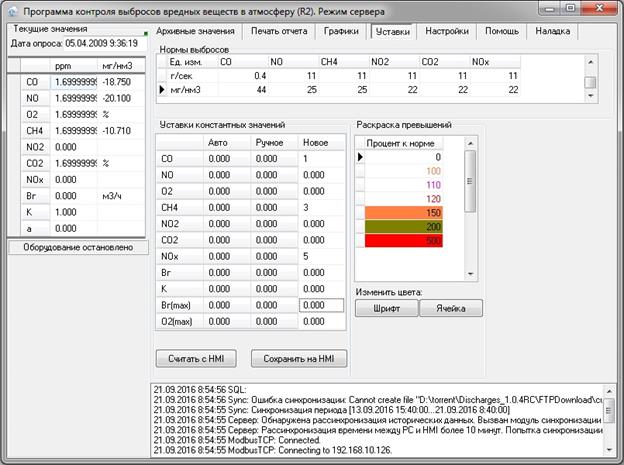 Программа контроля выбросов вредных веществ в атмосферу (R2). Режим сервера
Текущие значения
Дата опроса: 05.04.2009 9:36:19
ppm мг/нм3
CO 1.69999999 -18.750
NO 1.69999999 -20.100
O2 1.69999999 %
CH4 1.69999999 -10.710
NO2 0.000
CO2 1.69999999 %
NOx 0.000
Вг 0.000 м3/ч
K 1.000
a 0.000
Оборудование остановлено
Архивные значения Печать отчета Графики Уставки Настройки Помощь Наладка
Нормы выбросов
Ед. изм. CO NO CH4 NO2 CO2 NOx
г/сек 0.4 11 11 11 11 11
мг/нм3 44 25 25 22 22 22
Уставки константных значений
Авто Ручное Новое
CO 0.000 0.000 1
NO 0.000 0.000 0.000
O2 0.000 0.000 0.000
CH4 0.000 0.000 3
NO2 0.000 0.000 0.000
CO2 0.000 0.000 0.000
NOx 0.000 0.000 5
Вг 0.000 0.000 0.000
K 0.000 0.000 0.000
Вг(max) 0.000 0.000 0.000
O2(max) 0.000 0.000 0.000
Считать с HMI Сохранить на HMI
Раскраска превышений
Процент к норме
0
100
110
120
150
200
500
Изменить цвета:
Шрифт Ячейка
21.09.2016 8:54:56 SQL:
21.09.2016 8:54:56 Sync: Ошибка синхронизации: Cannot create file "D:\torrent\Discharges_1.0.4RC\FTPDownload\cu
21.09.2016 8:54:55 Sync: Синхронизация периода [13.09.2016 15:40:00...21.09.2016 8:40:00]
21.09.2016 8:54:55 Сервер: Обнаружена рассинхронизация исторических данных. Вызван модуль синхронизации
21.09.2016 8:54:55 Сервер: Рассинхронизация времени между PC и HMI более 10 минут. Попытка синхронизации
21.09.2016 8:54:55 ModbusTCP: Connected.
21.09.2016 8:54:55 ModbusTCP: Connecting to 192.168.10.126.